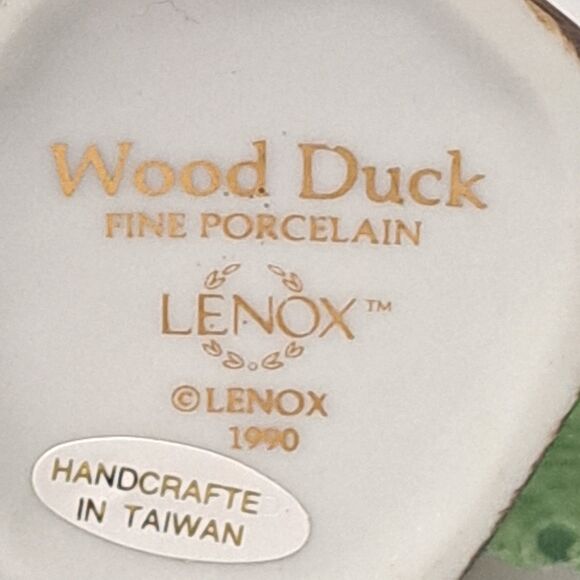 Wood Duck
FINE PORCELAIN
LENOX™
©LENOX
1990
HANDCRAFTE
IN TAIWAN